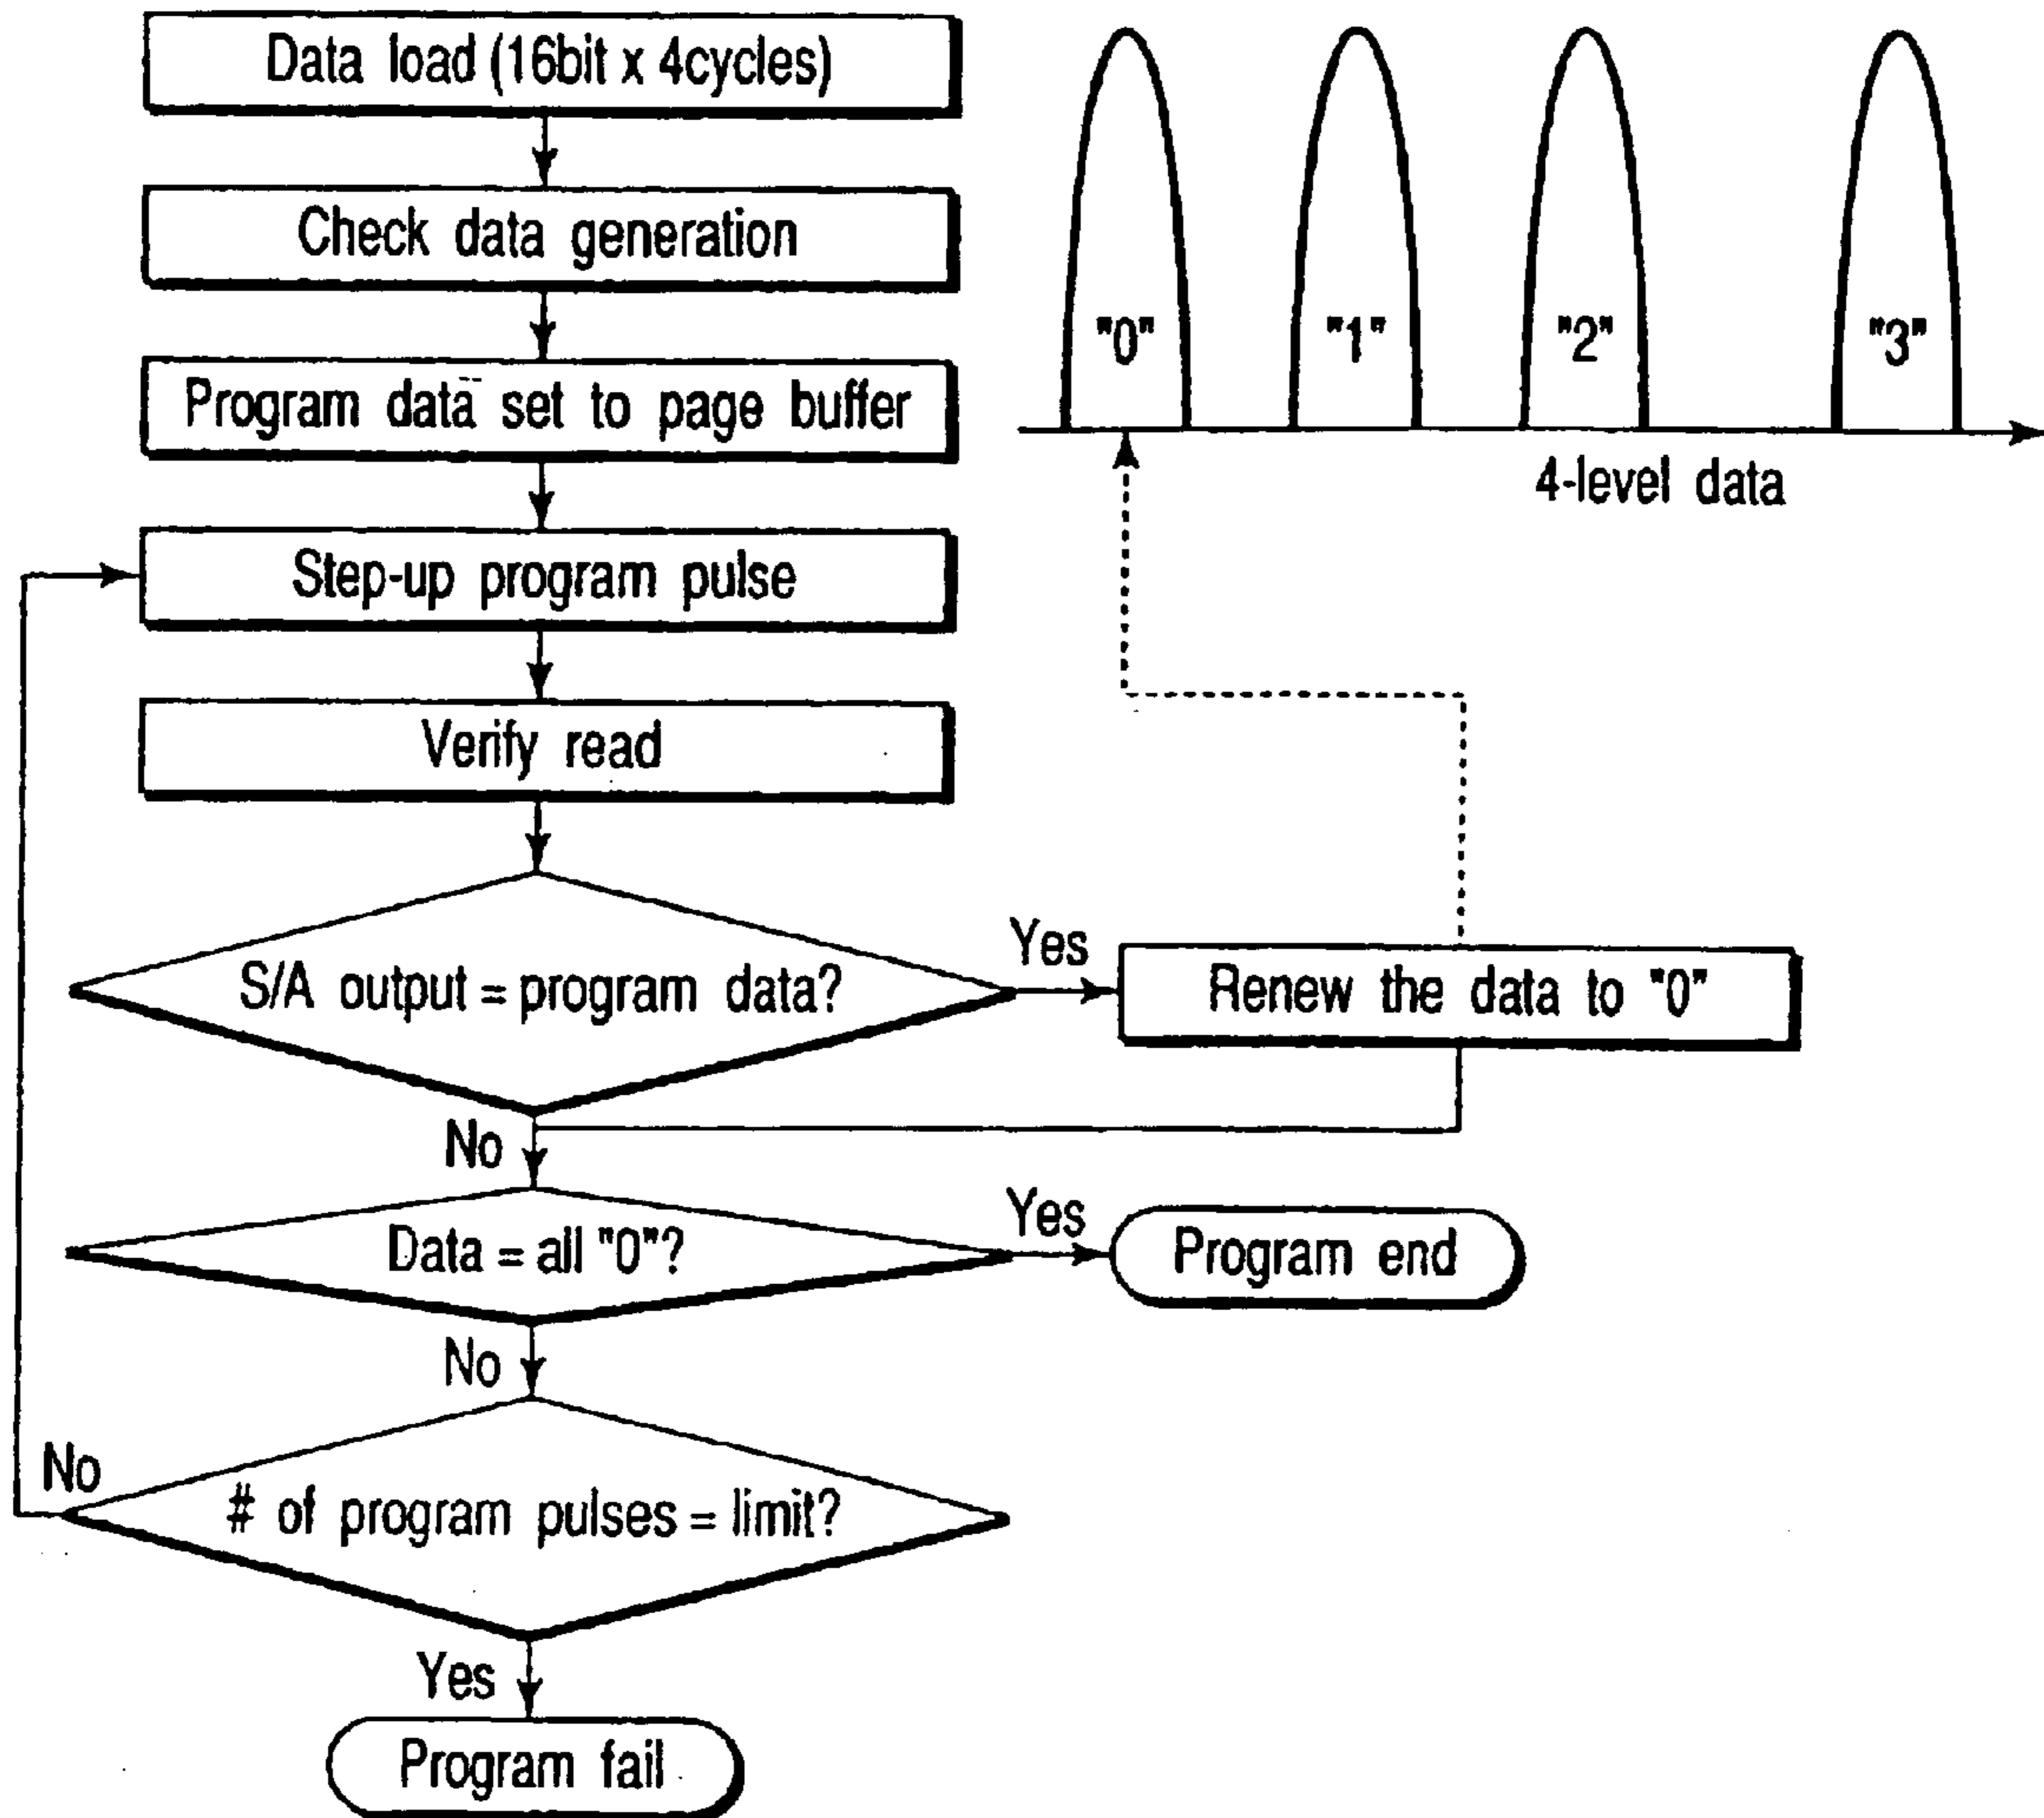 Data load (16bit x 4cycles)
Check data generation
Program data set to page buffer
Step-up program pulse
Verify read
S/A output = program data?
Yes
Renew the data to "0"
No
Data = all "0"?
Yes
Program end
No
# of program pulses = limit?
No
Yes
Program fail
"0"
"1"
"2"
"3"
4-level data